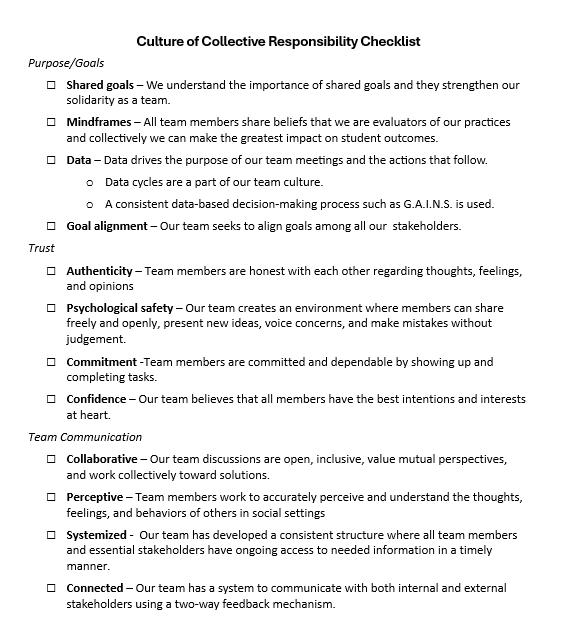 Culture of Collective Responsibility Checklist
Purpose/Goals
☐ Shared goals – We understand the importance of shared goals and they strengthen our
solidarity as a team.
☐ Mindframes – All team members share beliefs that we are evaluators of our practices
and collectively we can make the greatest impact on student outcomes.
☐ Data – Data drives the purpose of our team meetings and the actions that follow.
o Data cycles are a part of our team culture.
o A consistent data-based decision-making process such as G.A.I.N.S. is used.
☐ Goal alignment – Our team seeks to align goals among all our  stakeholders.
Trust
☐ Authenticity – Team members are honest with each other regarding thoughts, feelings,
and opinions
☐ Psychological safety – Our team creates an environment where members can share
freely and openly, present new ideas, voice concerns, and make mistakes without
judgement.
☐ Commitment -Team members are committed and dependable by showing up and
completing tasks.
☐ Confidence – Our team believes that all members have the best intentions and interests
at heart.
Team Communication
☐ Collaborative – Our team discussions are open, inclusive, value mutual perspectives,
and work collectively toward solutions.
☐ Perceptive – Team members work to accurately perceive and understand the thoughts,
feelings, and behaviors of others in social settings
☐ Systemized -  Our team has developed a consistent structure where all team members
and essential stakeholders have ongoing access to needed information in a timely
manner.
☐ Connected – Our team has a system to communicate with both internal and external
stakeholders using a two-way feedback mechanism.